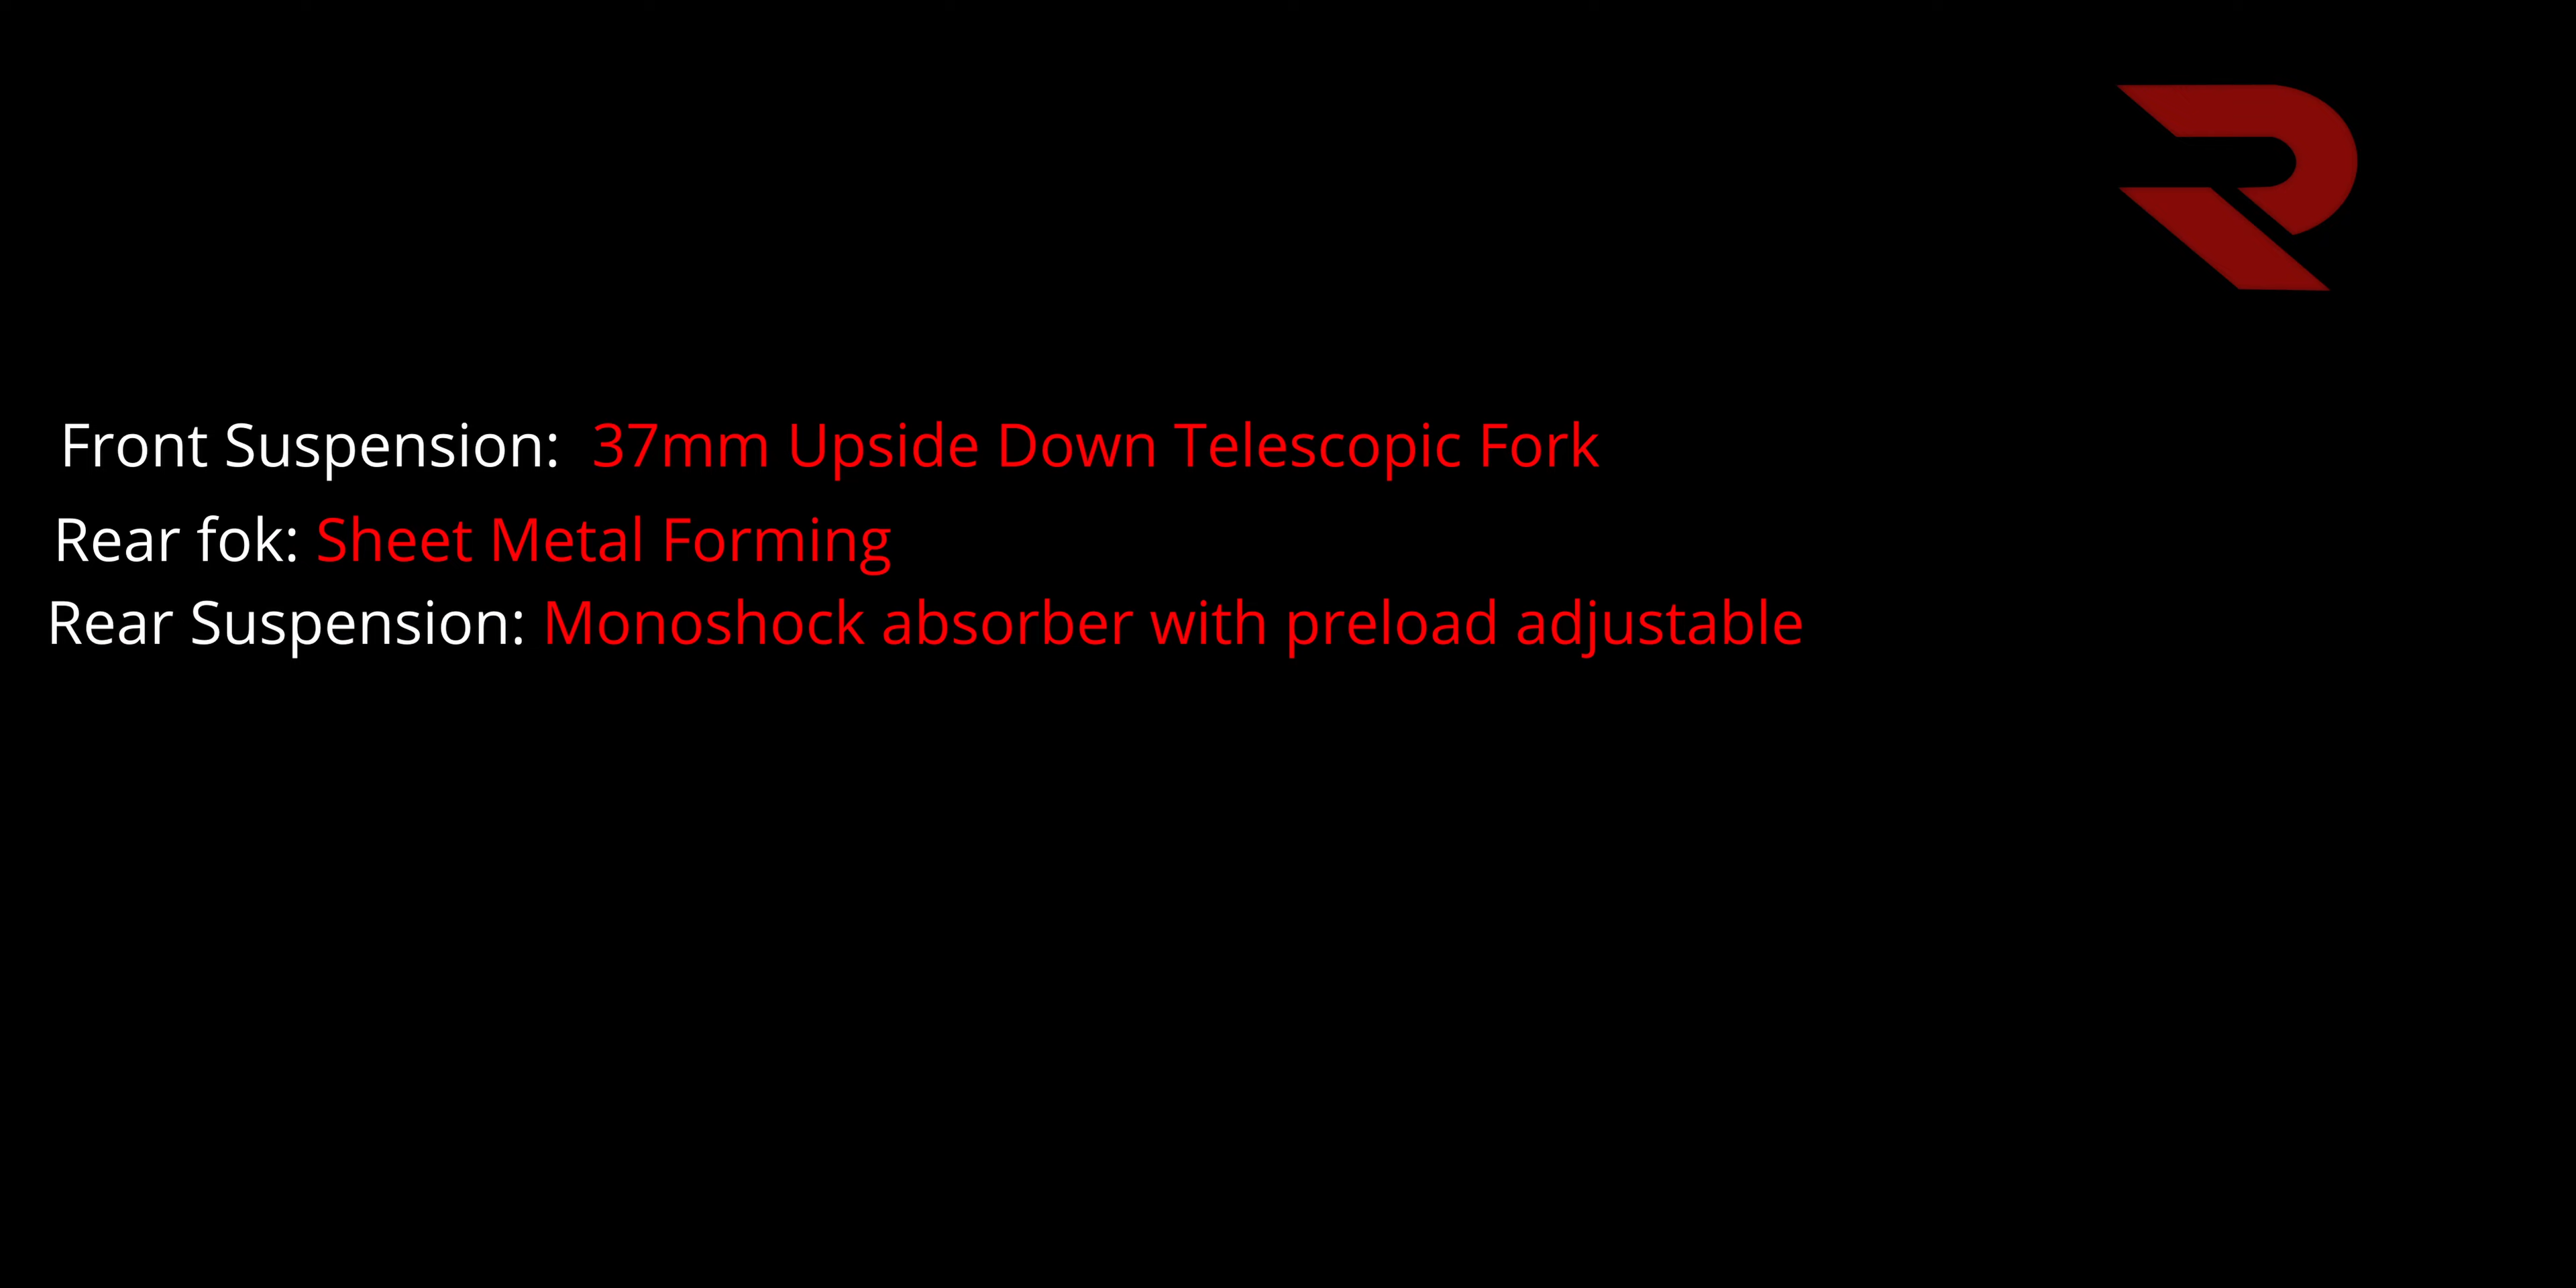 R
Front Suspension: 37mm Upside Down Telescopic Fork
Rear fok: Sheet Metal Forming
Rear Suspension: Monoshock absorber with preload adjustable